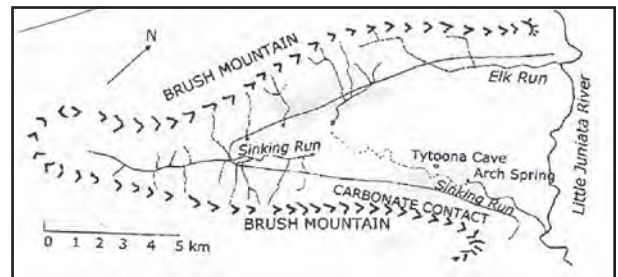 N
BRUSH MOUNTAIN
Elk Run
Little Juniata River
Sinking Run
Tytoona Cave
Arch Spring
Sinking Run
CARBONATE CONTACT
BRUSH MOUNTAIN
0 1 2 3 4 5 km